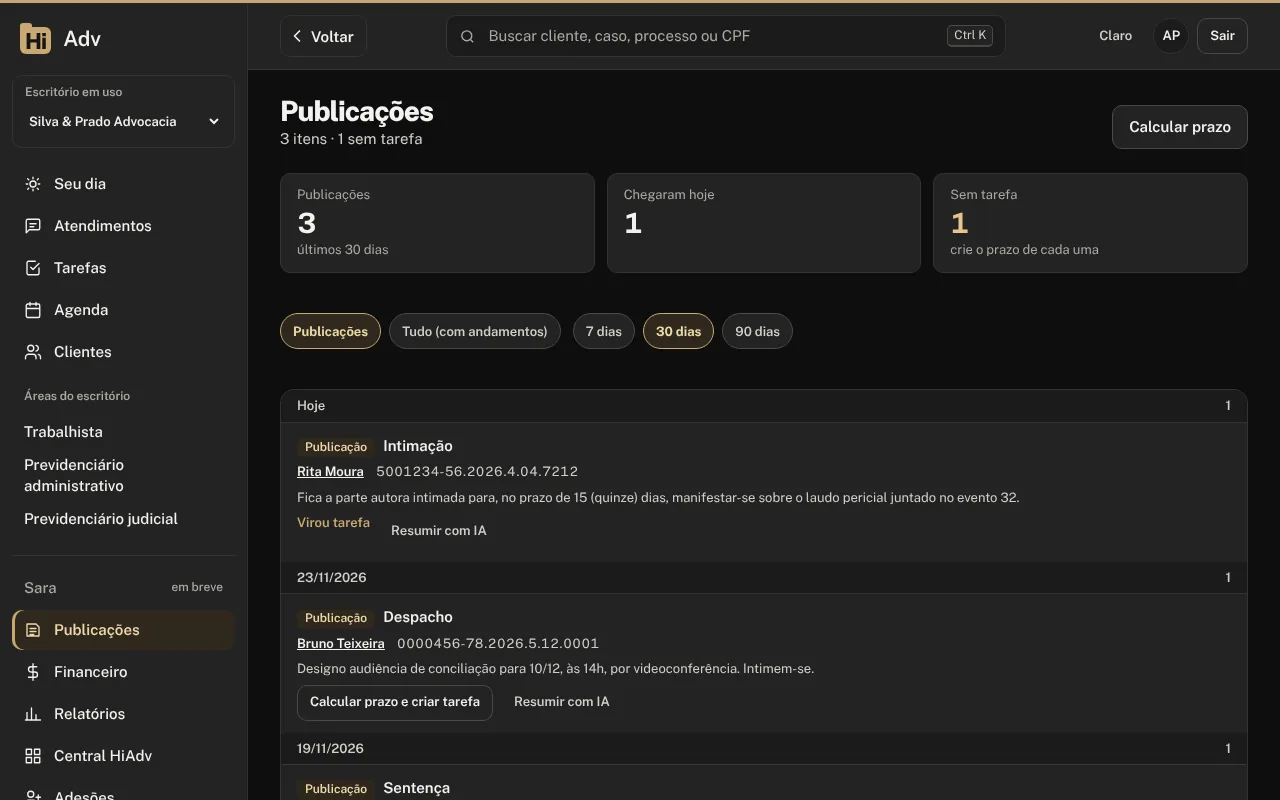 Hi Adv
Voltar
Buscar cliente, caso, processo ou CPF
Ctrl K
Claro
AP
Sair
Escritório em uso
Silva & Prado Advocacia
Seu dia
Atendimentos
Tarefas
Agenda
Clientes
Áreas do escritório
Trabalhista
Previdenciário
administrativo
Previdenciário judicial
Sara
em breve
Publicações
Financeiro
Relatórios
Central HiAdv
Adesões
Publicações
3 itens · 1 sem tarefa
Calcular prazo
Publicações
3
últimos 30 dias
Chegaram hoje
1
Sem tarefa
1
crie o prazo de cada uma
Publicações
Tudo (com andamentos)
7 dias
30 dias
90 dias
Hoje
1
Publicação Intimação
Rita Moura 5001234-56.2026.4.04.7212
Fica a parte autora intimada para, no prazo de 15 (quinze) dias, manifestar-se sobre o laudo pericial juntado no evento 32.
Virou tarefa
Resumir com IA
23/11/2026
1
Publicação Despacho
Bruno Teixeira 0000456-78.2026.5.12.0001
Designo audiência de conciliação para 10/12, às 14h, por videoconferência. Intimem-se.
Calcular prazo e criar tarefa
Resumir com IA
19/11/2026
1
Publicação Sentença